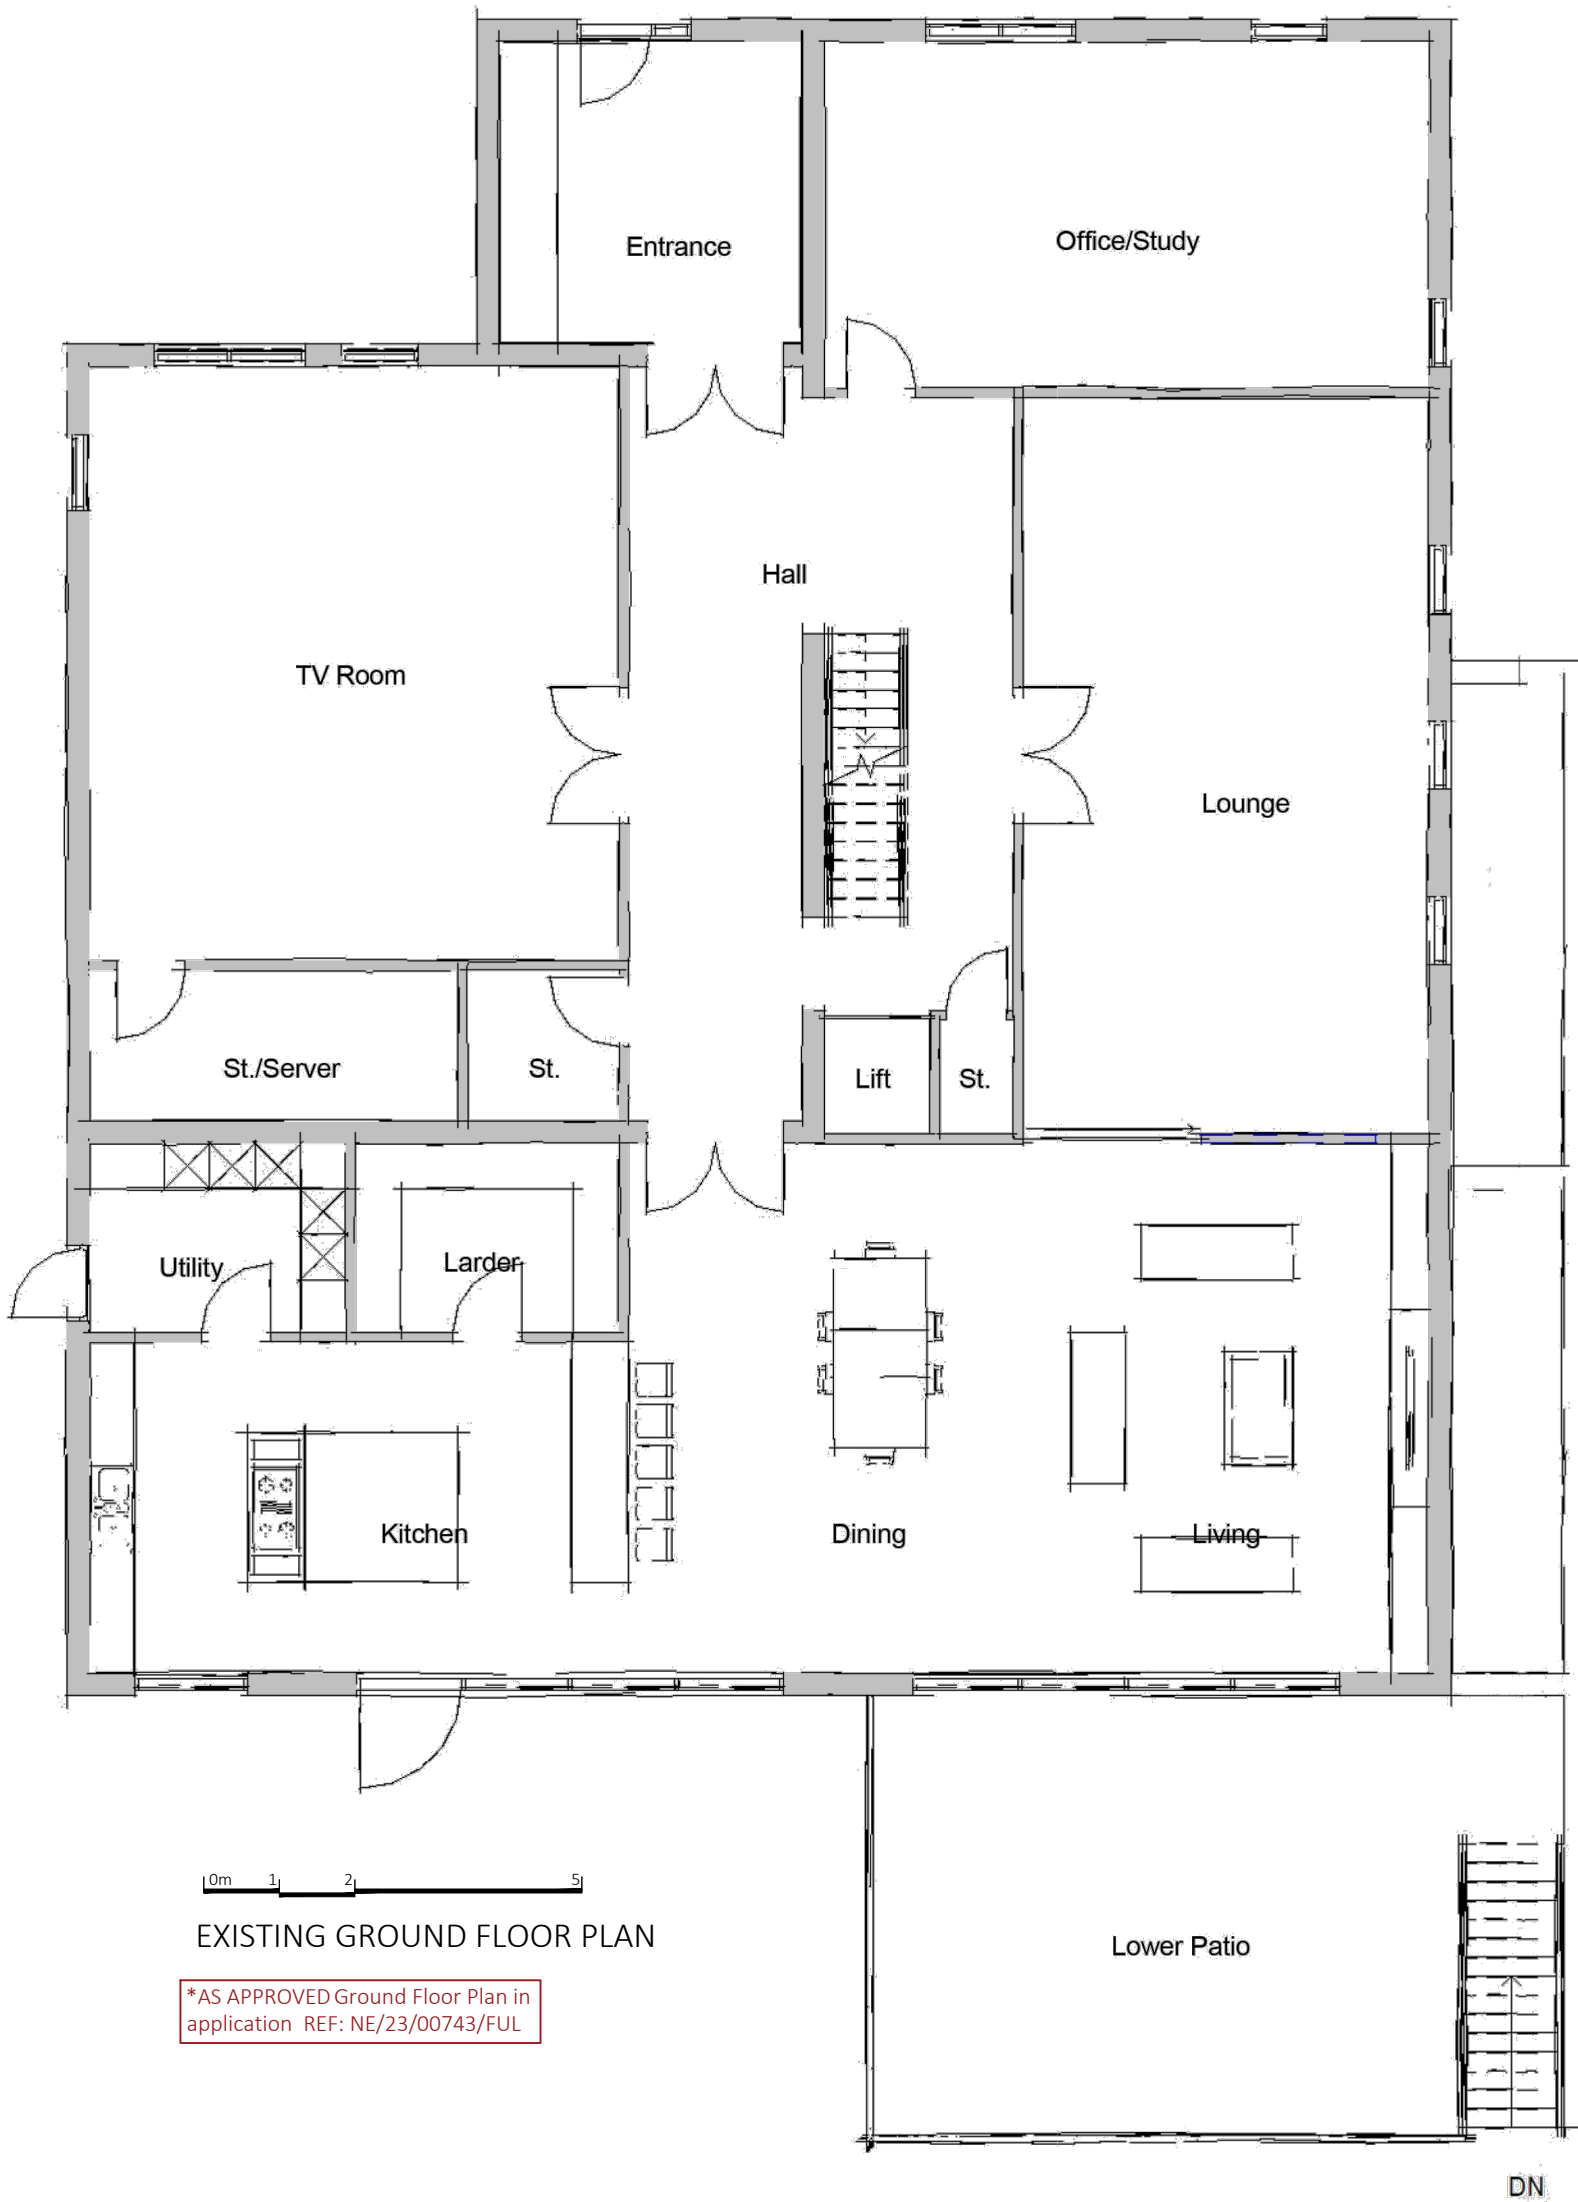 Entrance
Office/Study
Hall
TV Room
Lounge
St./Server
St.
Lift
St.
Utility
Larder
Kitchen
Dining
Living
0m 1 2 5
EXISTING GROUND FLOOR PLAN
*AS APPROVED Ground Floor Plan in
application REF: NE/23/00743/FUL
Lower Patio
DN